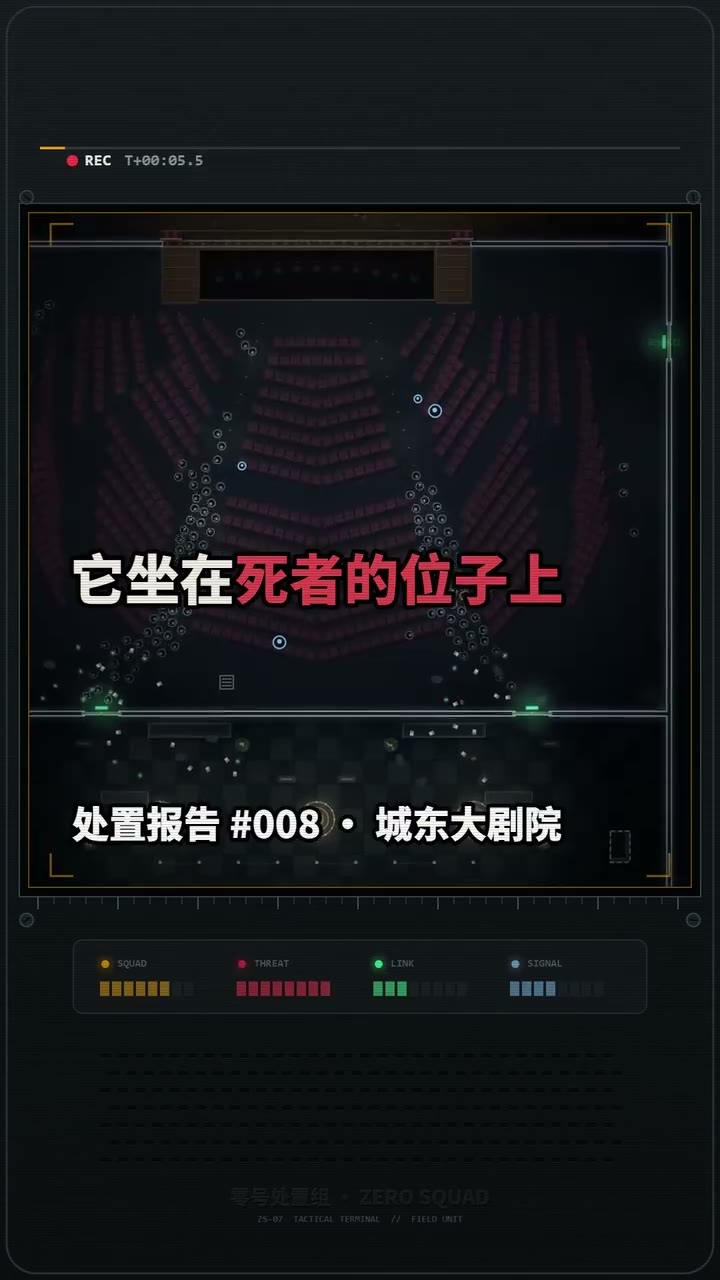 REC T+00:05.5
它坐在死者的位子上
处置报告 #008 · 城东大剧院
SQUAD THREAT LINK SIGNAL
零号处置组 · ZERO SQUAD
ZS-07 TACTICAL TERMINAL // FIELD UNIT